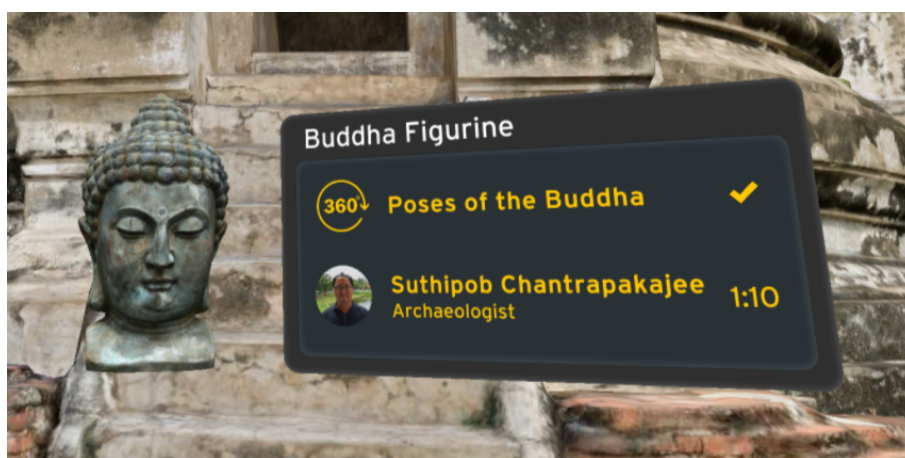 Buddha Figurine
360°
Poses of the Buddha
Suthipob Chantrapakajee
1:10
Archaeologist